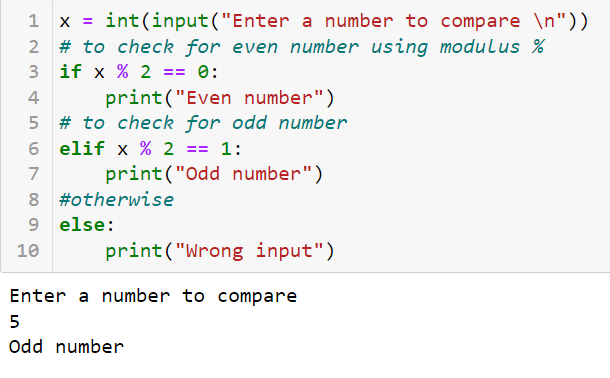 1 x = int(input("Enter a number to compare \n"))
2 # to check for even number using modulus %
3 if x % 2 == 0:
4     print("Even number")
5 # to check for odd number
6 elif x % 2 == 1:
7     print("Odd number")
8 #otherwise
9 else:
10     print("Wrong input")
Enter a number to compare
5
Odd number